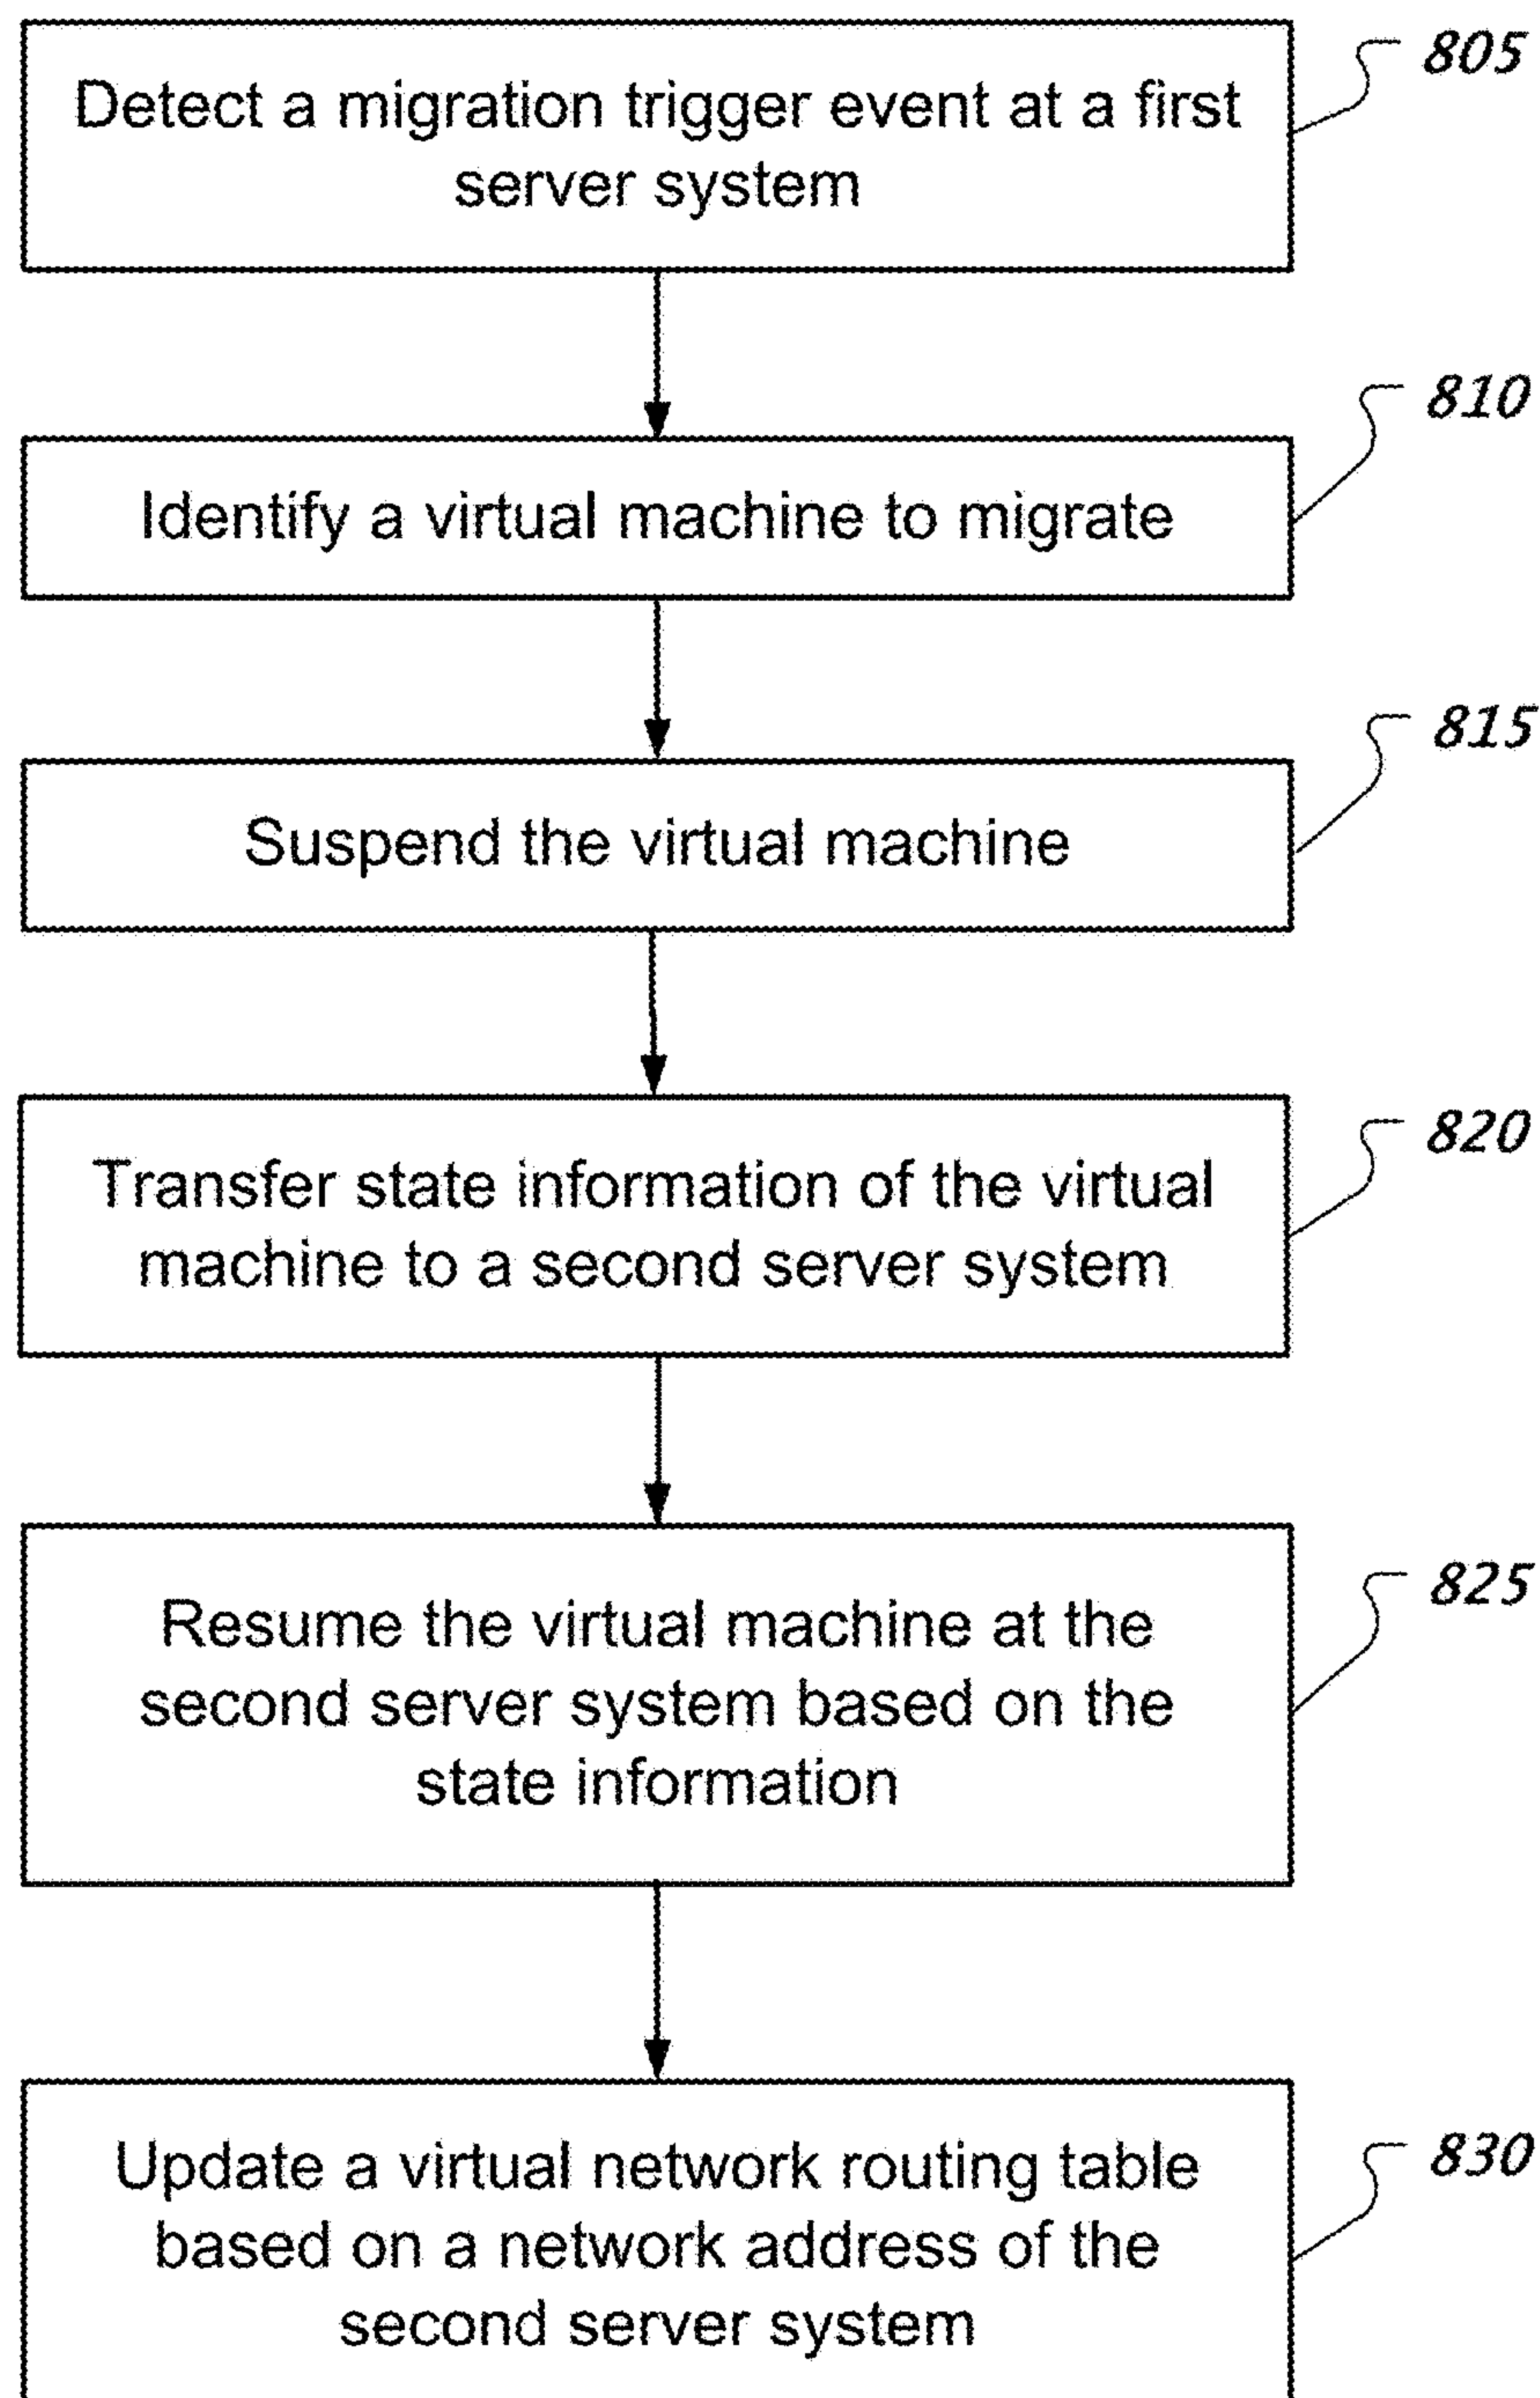 805
Detect a migration trigger event at a first
server system
810
Identify a virtual machine to migrate
815
Suspend the virtual machine
820
Transfer state information of the virtual
machine to a second server system
825
Resume the virtual machine at the
second server system based on the
state information
830
Update a virtual network routing table
based on a network address of the
second server system